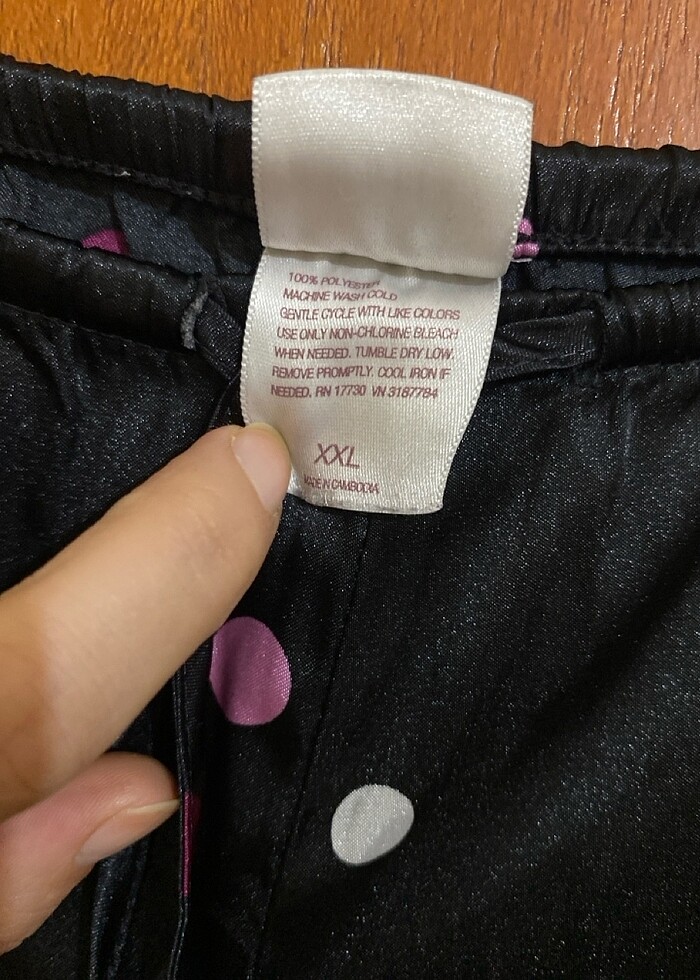 100% POLYESTER
MACHINE WASH COLD
GENTLE CYCLE WITH LIKE COLORS
USE ONLY NON-CHLORINE BLEACH
WHEN NEEDED. TUMBLE DRY LOW.
REMOVE PROMPTLY. COOL IRON IF
NEEDED. RN 17730 VN 3187784
XXL
MADE IN CAMBODIA